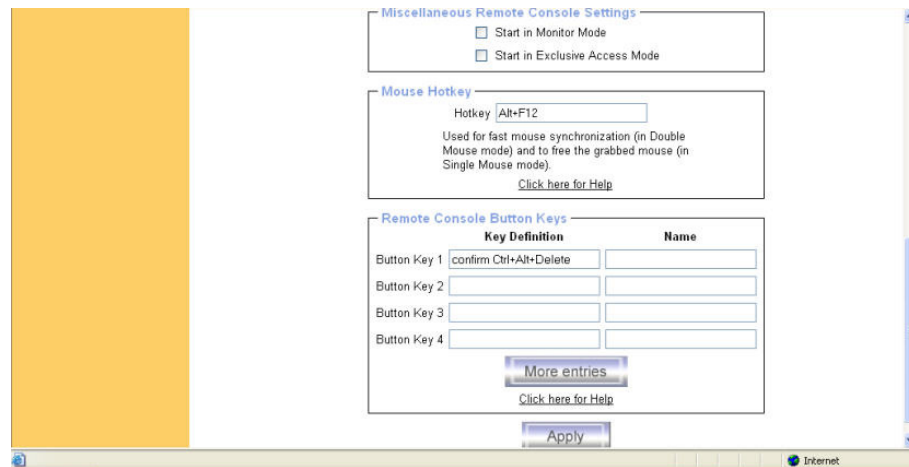 Miscellaneous Remote Console Settings
Start in Monitor Mode
Start in Exclusive Access Mode
Mouse Hotkey
Hotkey Alt+F12
Used for fast mouse synchronization (in Double
Mouse mode) and to free the grabbed mouse (in
Single Mouse mode).
Click here for Help
Remote Console Button Keys
Key Definition Name
Button Key 1 confirm Ctrl+Alt+Delete
Button Key 2
Button Key 3
Button Key 4
More entries
Click here for Help
Apply
Internet